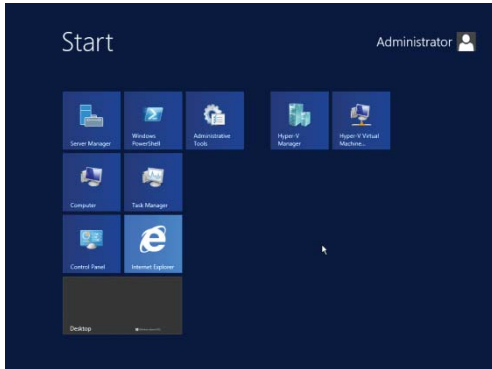 Start
Administrator
Server Manager
Windows
PowerShell
Administrative
Tools
Hyper-V
Manager
Hyper-V Virtual
Machine...
Computer
Task Manager
Control Panel
Internet Explorer
Desktop